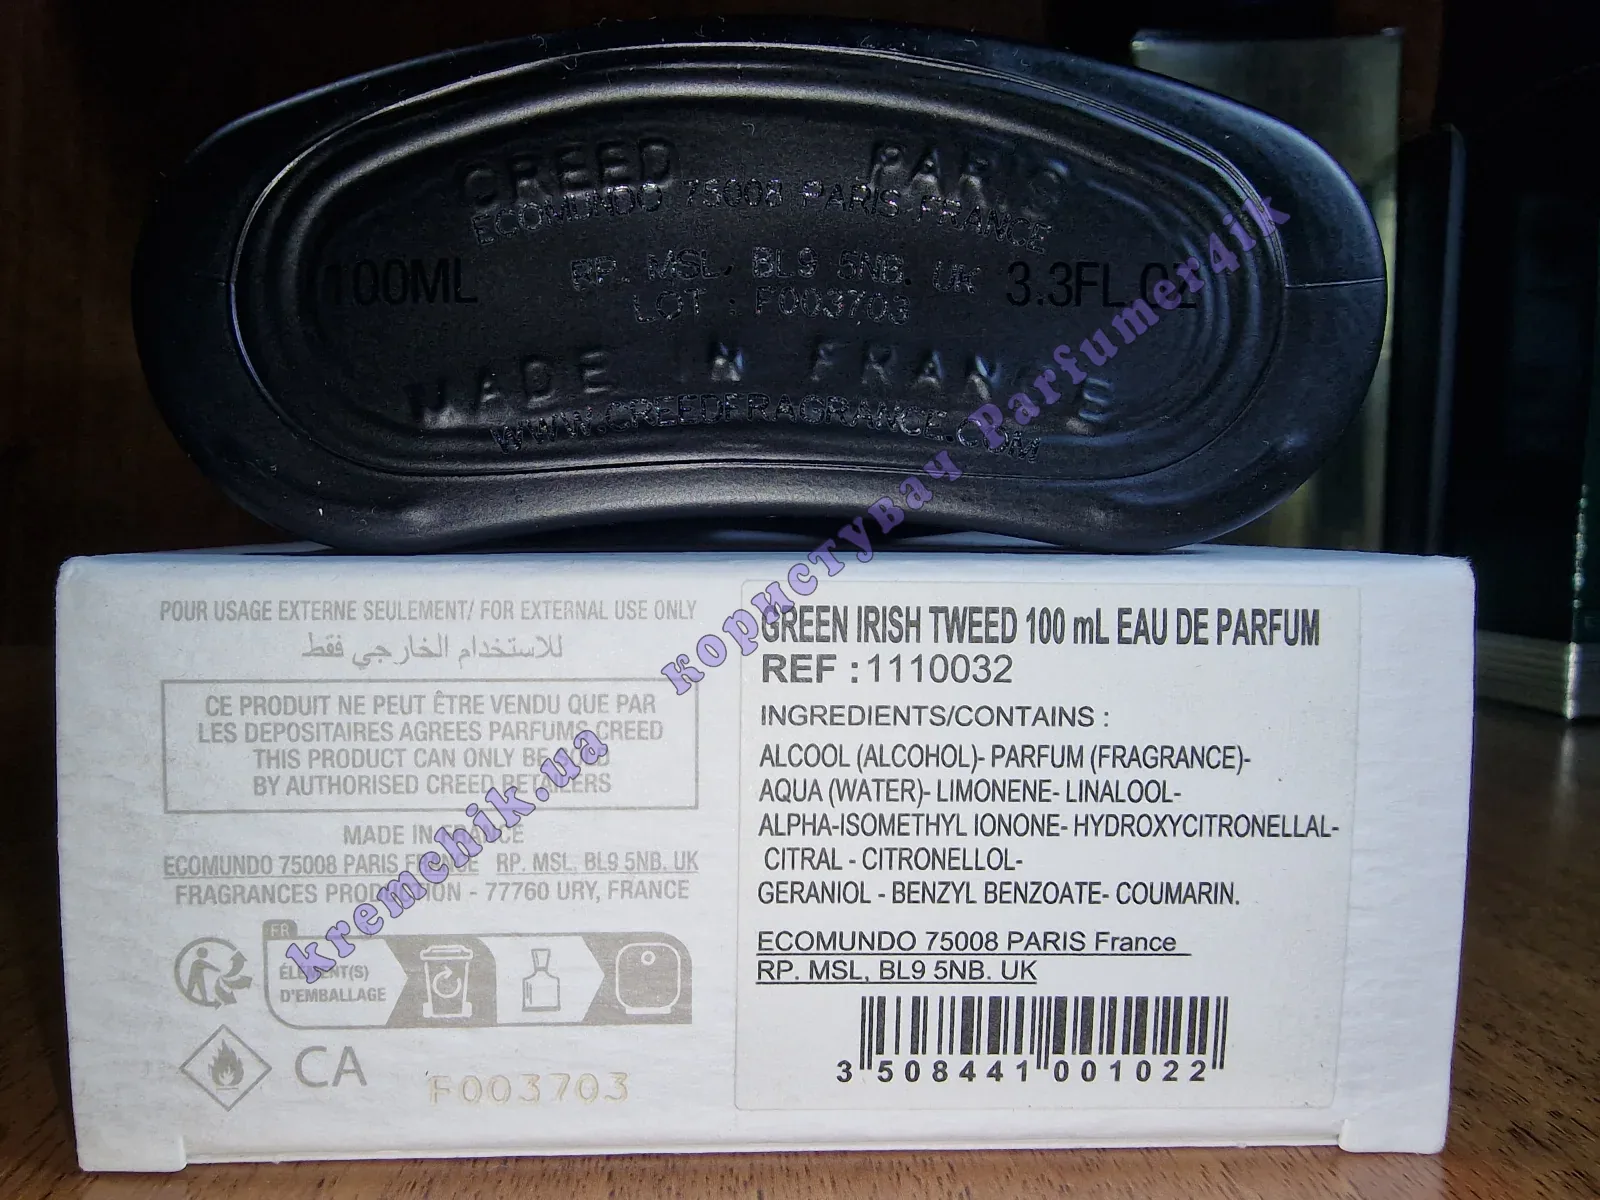 CREED PARIS
ECOMUNDO 75008 PARIS FRANCE
100ML
RP. MSL, BL9 5NB. UK
3.3FL.OZ
LOT : F003703
MADE IN FRANCE
WWW.CREEDFRAGRANCE.COM
kremchik.ua користувач Parfumer4ik
POUR USAGE EXTERNE SEULEMENT/ FOR EXTERNAL USE ONLY
للاستخدام الخارجي فقط
CE PRODUIT NE PEUT ÊTRE VENDU QUE PAR
LES DEPOSITAIRES AGREES PARFUMS CREED
THIS PRODUCT CAN ONLY BE SOLD
BY AUTHORISED CREED RETAILERS
MADE IN FRANCE
ECOMUNDO 75008 PARIS FRANCE RP. MSL, BL9 5NB. UK
FRAGRANCES PRODUCTION - 77760 URY, FRANCE
FR
ÉLÉMENT(S)
D'EMBALLAGE
CA
F003703
GREEN IRISH TWEED 100 mL EAU DE PARFUM
REF : 1110032
INGREDIENTS/CONTAINS :
ALCOOL (ALCOHOL)- PARFUM (FRAGRANCE)-
AQUA (WATER)- LIMONENE- LINALOOL-
ALPHA-ISOMETHYL IONONE- HYDROXYCITRONELLAL-
CITRAL - CITRONELLOL-
GERANIOL - BENZYL BENZOATE- COUMARIN.
ECOMUNDO 75008 PARIS France
RP. MSL, BL9 5NB. UK
3 508441 001022